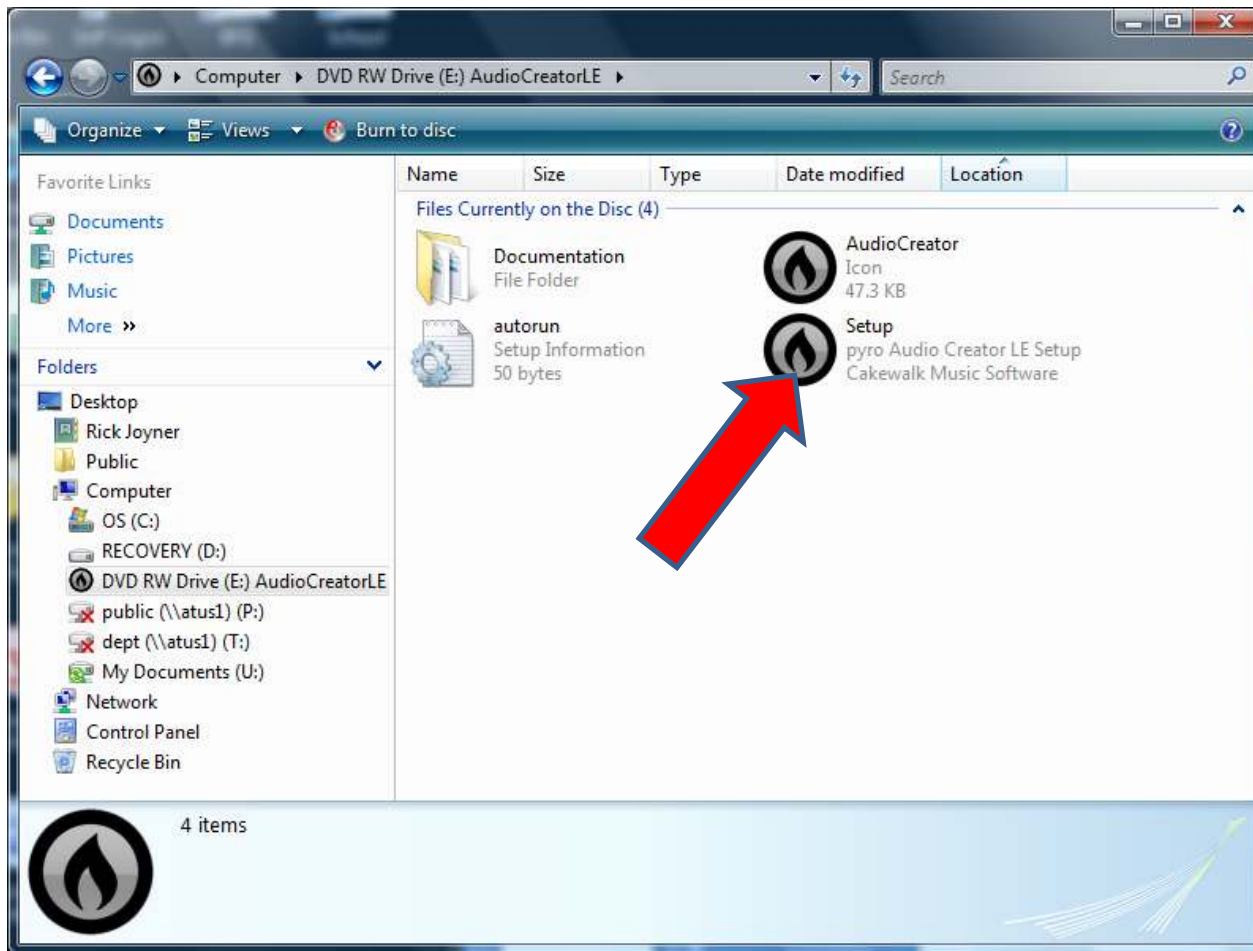 Computer ▸ DVD RW Drive (E:) AudioCreatorLE ▸
Search
Organize Views Burn to disc
Favorite Links
Documents
Pictures
Music
More »
Folders
Desktop
Rick Joyner
Public
Computer
OS (C:)
RECOVERY (D:)
DVD RW Drive (E:) AudioCreatorLE
public (\\atus1) (P:)
dept (\\atus1) (T:)
My Documents (U:)
Network
Control Panel
Recycle Bin
Name Size Type Date modified Location
Files Currently on the Disc (4)
Documentation
File Folder
AudioCreator
Icon
47.3 KB
autorun
Setup Information
50 bytes
Setup
pyro Audio Creator LE Setup
Cakewalk Music Software
4 items